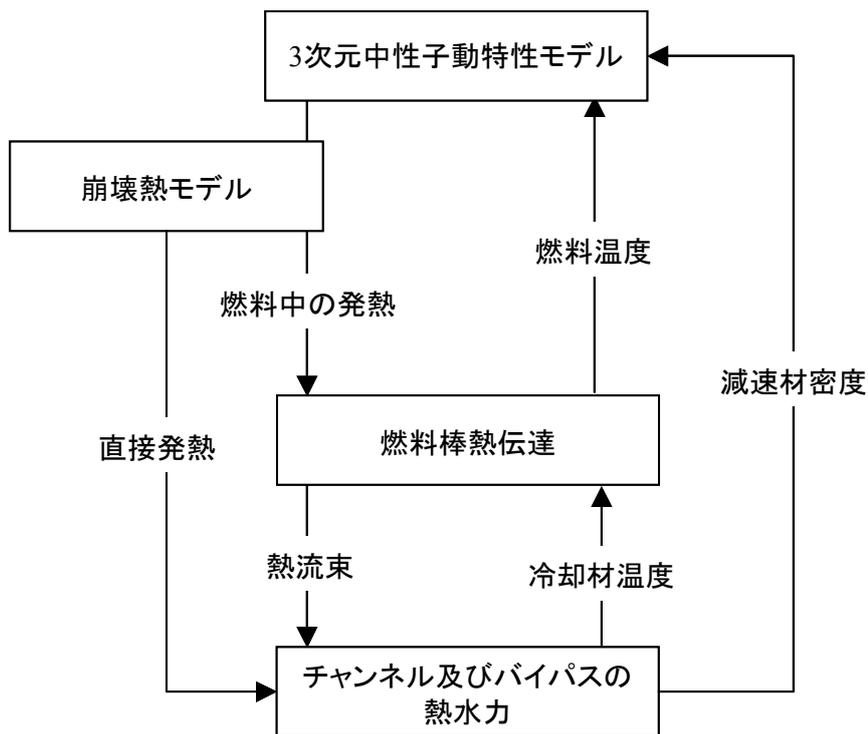 3次元中性子動特性モデル
崩壊熱モデル
燃料温度
燃料中の発熱
減速材密度
燃料棒熱伝達
直接発熱
熱流束
冷却材温度
チャンネル及びバイパスの
熱水力